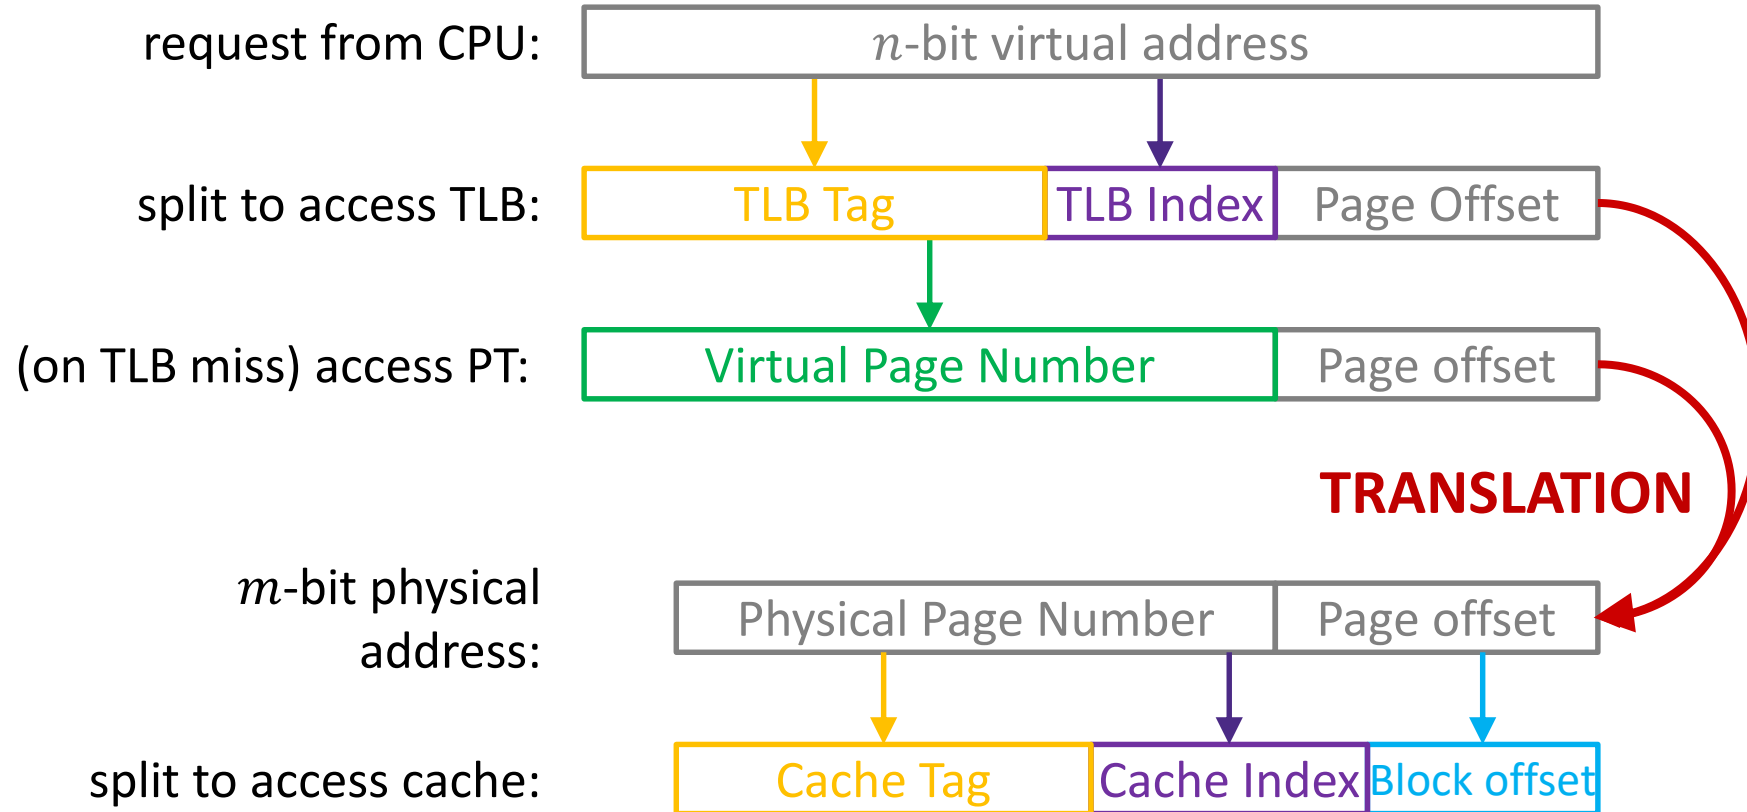 request from CPU: n-bit virtual address
split to access TLB: TLB Tag TLB Index Page Offset
(on TLB miss) access PT: Virtual Page Number Page offset
TRANSLATION
m-bit physical
address: Physical Page Number Page offset
split to access cache: Cache Tag Cache Index Block offset